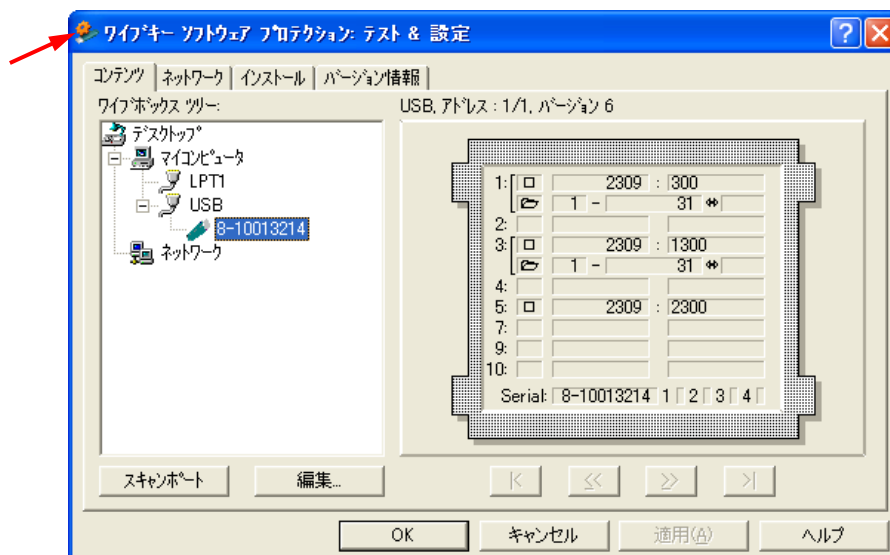 ﾜｲﾌﾞｷｰ ｿﾌﾄｳｪｱ ﾌﾟﾛﾃｸｼｮﾝ: ﾃｽﾄ & 設定
ｺﾝﾃﾝﾂ ﾈｯﾄﾜｰｸ ｲﾝｽﾄｰﾙ ﾊﾞｰｼﾞｮﾝ情報
ﾜｲﾌﾞﾎﾞｯｸｽ ﾂﾘｰ:
ﾃﾞｽｸﾄｯﾌﾟ
ﾏｲｺﾝﾋﾟｭｰﾀ
LPT1
USB
8-10013214
ﾈｯﾄﾜｰｸ
USB, ｱﾄﾞﾚｽ : 1/1, ﾊﾞｰｼﾞｮﾝ 6
1: 2309 : 300
1 - 31
2:
3: 2309 : 1300
1 - 31
4:
5: 2309 : 2300
7:
9:
10:
Serial: 8-10013214 1 2 3 4
ｽｷｬﾝﾎﾟｰﾄ 編集...
OK ｷｬﾝｾﾙ 適用(A) ヘルプ